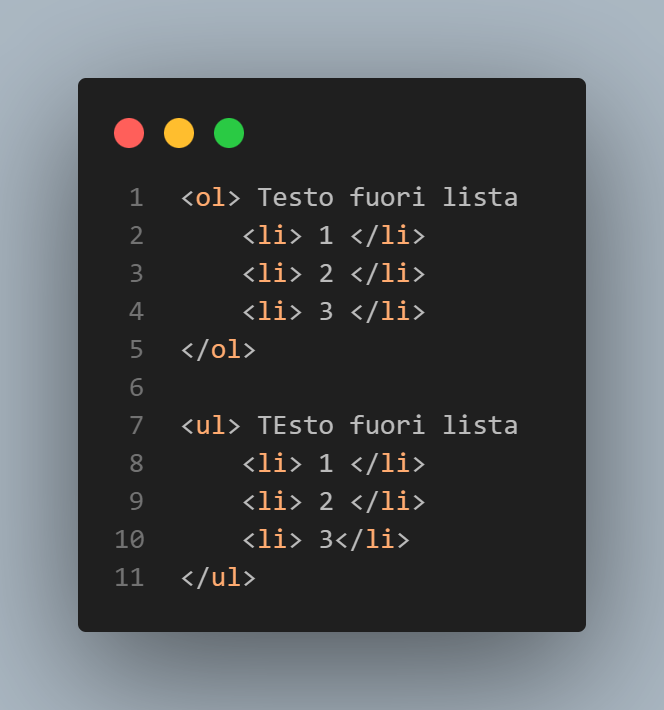 1 <ol> Testo fuori lista
2 <li> 1 </li>
3 <li> 2 </li>
4 <li> 3 </li>
5 </ol>
6
7 <ul> TEsto fuori lista
8 <li> 1 </li>
9 <li> 2 </li>
10 <li> 3</li>
11 </ul>